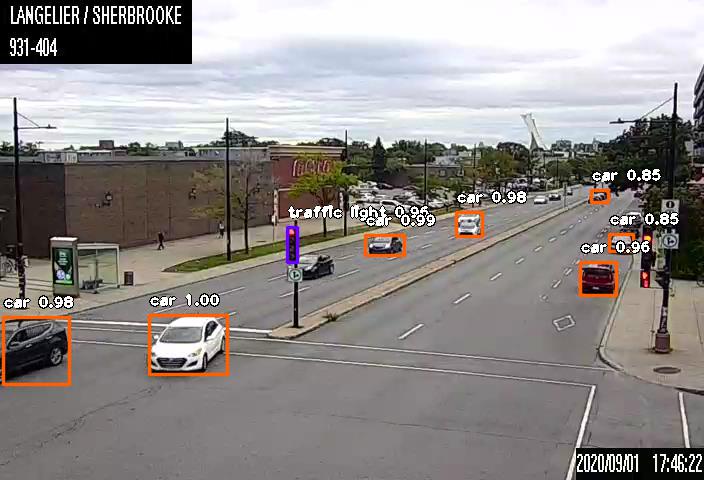 LANGELIER / SHERBROOKE
931-404
car 0.85
car 0.98
traffic light 0.96
car 0.99
car 0.85
car 0.96
car 0.98
car 1.00
2020/09/01 17:46:22